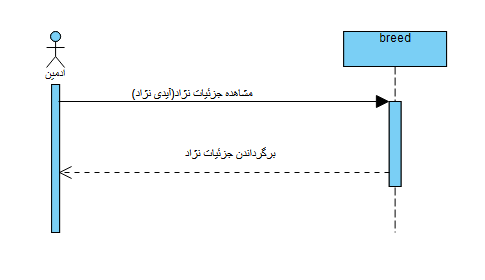 breed
ادمین
مشاهده جزئیات نژاد(آیدی نژاد)
برگرداندن جزئیات نژاد